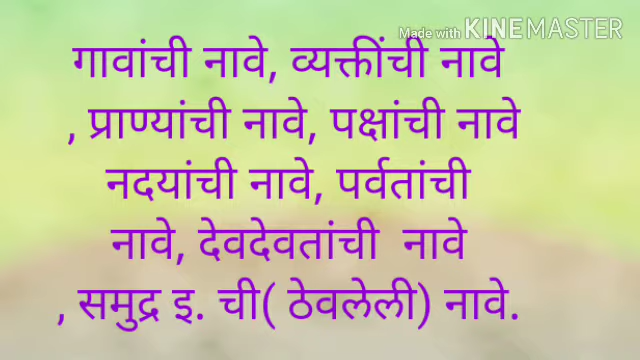 Made with KINEMASTER
गावांची नावे, व्यक्तींची नावे
, प्राण्यांची नावे, पक्षांची नावे
नदयांची नावे, पर्वतांची
नावे, देवदेवतांची नावे
, समुद्र इ. ची( ठेवलेली) नावे.